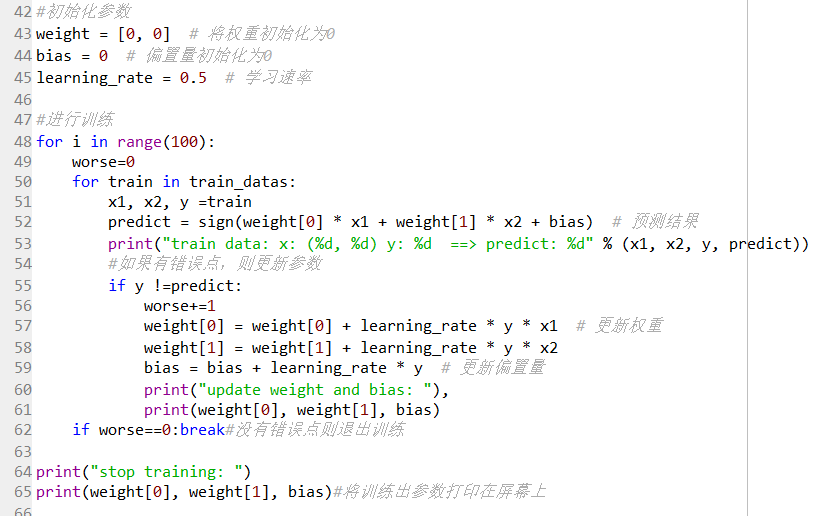 42 #初始化参数
43 weight = [0, 0]  # 将权重初始化为0
44 bias = 0  # 偏置量初始化为0
45 learning_rate = 0.5  # 学习速率
46
47 #进行训练
48 for i in range(100):
49     worse=0
50     for train in train_datas:
51         x1, x2, y =train
52         predict = sign(weight[0] * x1 + weight[1] * x2 + bias)  # 预测结果
53         print("train data: x: (%d, %d) y: %d  ==> predict: %d" % (x1, x2, y, predict))
54         #如果有错误点，则更新参数
55         if y !=predict:
56             worse+=1
57             weight[0] = weight[0] + learning_rate * y * x1  # 更新权重
58             weight[1] = weight[1] + learning_rate * y * x2
59             bias = bias + learning_rate * y  # 更新偏置量
60             print("update weight and bias: "),
61             print(weight[0], weight[1], bias)
62     if worse==0:break#没有错误点则退出训练
63
64 print("stop training: ")
65 print(weight[0], weight[1], bias)#将训练出参数打印在屏幕上
66